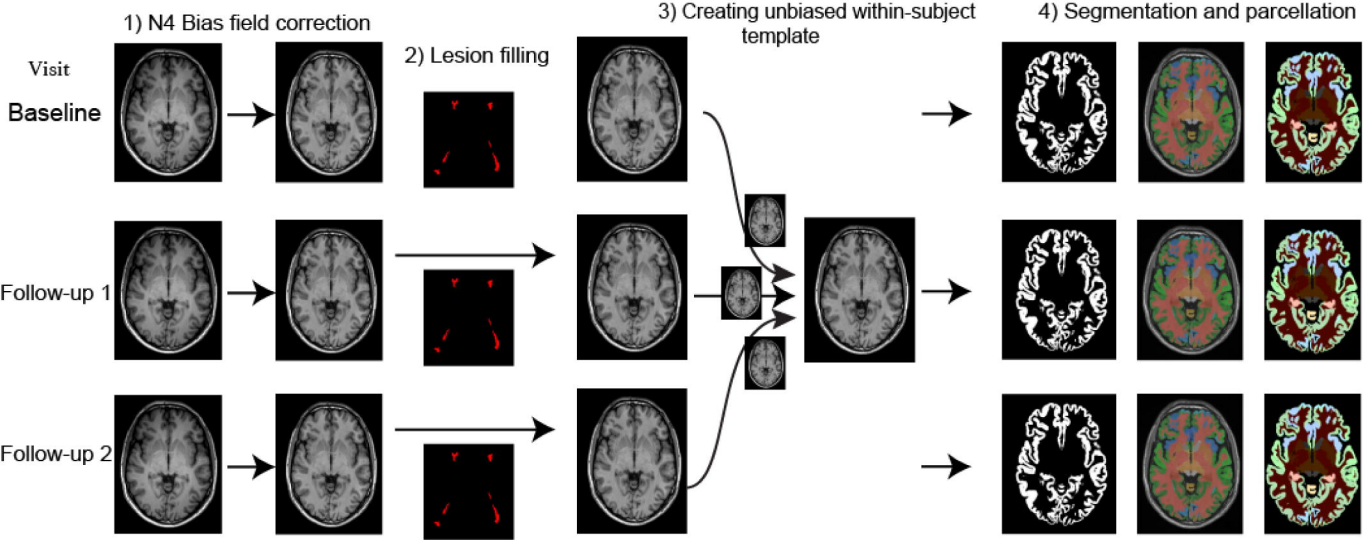 1) N4 Bias field correction
2) Lesion filling
3) Creating unbiased within-subject
template
4) Segmentation and parcellation
Visit
Baseline
Follow-up 1
Follow-up 2